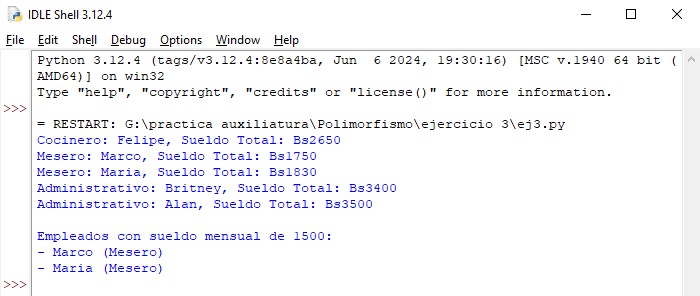 IDLE Shell 3.12.4
File Edit Shell Debug Options Window Help
Python 3.12.4 (tags/v3.12.4:8e8a4ba, Jun  6 2024, 19:30:16) [MSC v.1940 64 bit (
AMD64)] on win32
Type "help", "copyright", "credits" or "license()" for more information.
>>>
= RESTART: G:\practica auxiliatura\Polimorfismo\ejercicio 3\ej3.py
Cocinero: Felipe, Sueldo Total: Bs2650
Mesero: Marco, Sueldo Total: Bs1750
Mesero: Maria, Sueldo Total: Bs1830
Administrativo: Britney, Sueldo Total: Bs3400
Administrativo: Alan, Sueldo Total: Bs3500
Empleados con sueldo mensual de 1500:
- Marco (Mesero)
- Maria (Mesero)
>>>